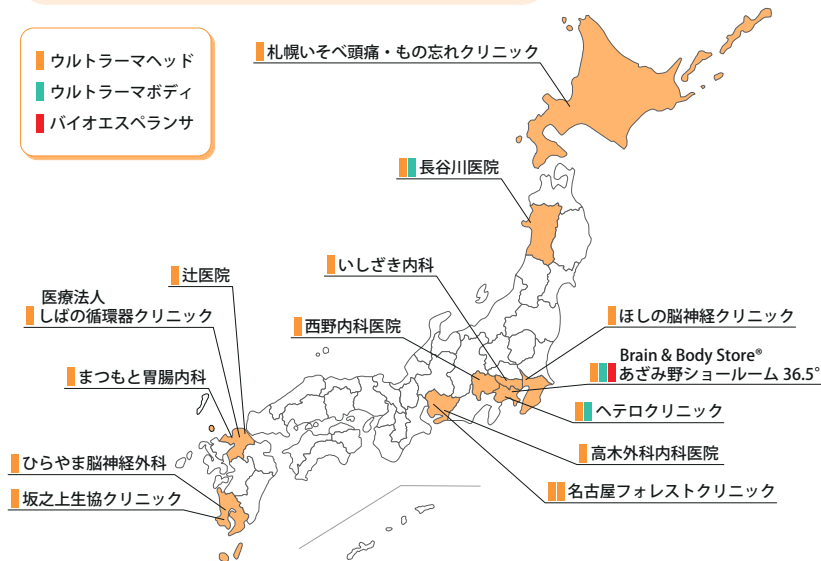 ウルトラーマヘッド
ウルトラーマボディ
バイオエスペランサ
札幌いそべ頭痛・もの忘れクリニック
長谷川医院
いしざき内科
辻医院
医療法人
しばの循環器クリニック
西野内科医院
ほしの脳神経クリニック
Brain & Body Store®
あざみ野ショールーム 36.5°
まつもと胃腸内科
ヘテロクリニック
高木外科内科医院
ひらやま脳神経外科
名古屋フォレストクリニック
坂之上生協クリニック